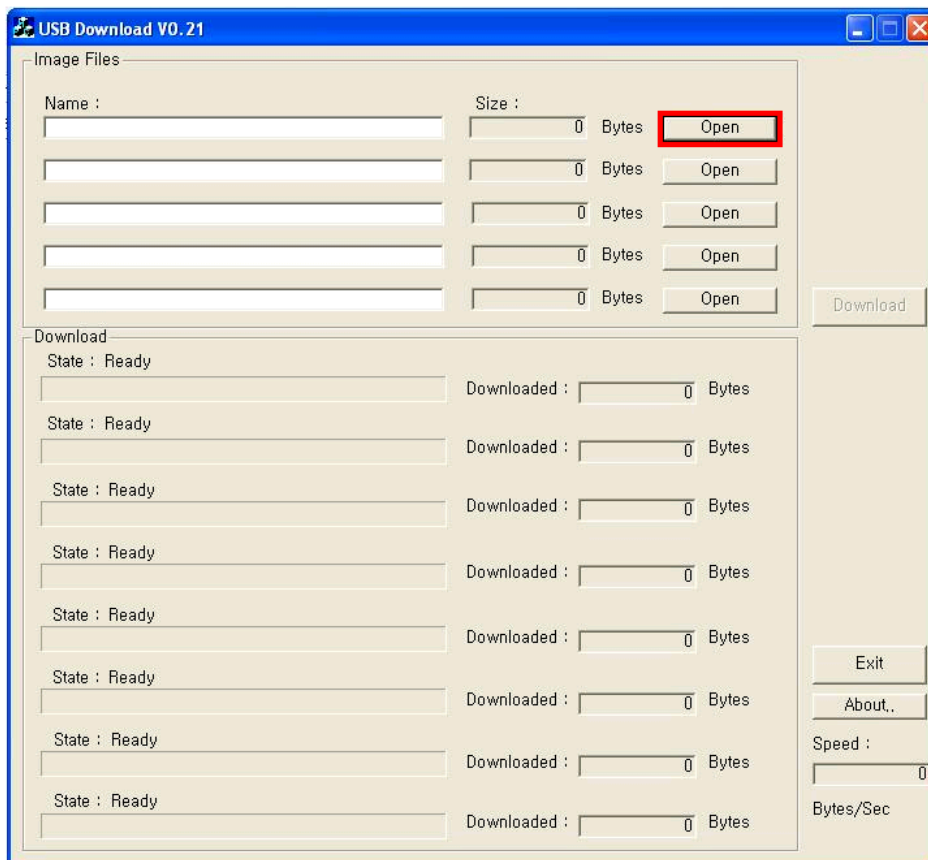 USB Download V0.21
Image Files
Name : Size :
0 Bytes Open
0 Bytes Open
0 Bytes Open
0 Bytes Open
0 Bytes Open
Download
Download
State : Ready
Downloaded : 0 Bytes
State : Ready
Downloaded : 0 Bytes
State : Ready
Downloaded : 0 Bytes
State : Ready
Downloaded : 0 Bytes
State : Ready
Downloaded : 0 Bytes
State : Ready
Downloaded : 0 Bytes
State : Ready
Downloaded : 0 Bytes
State : Ready
Downloaded : 0 Bytes
Exit
About..
Speed :
0
Bytes/Sec